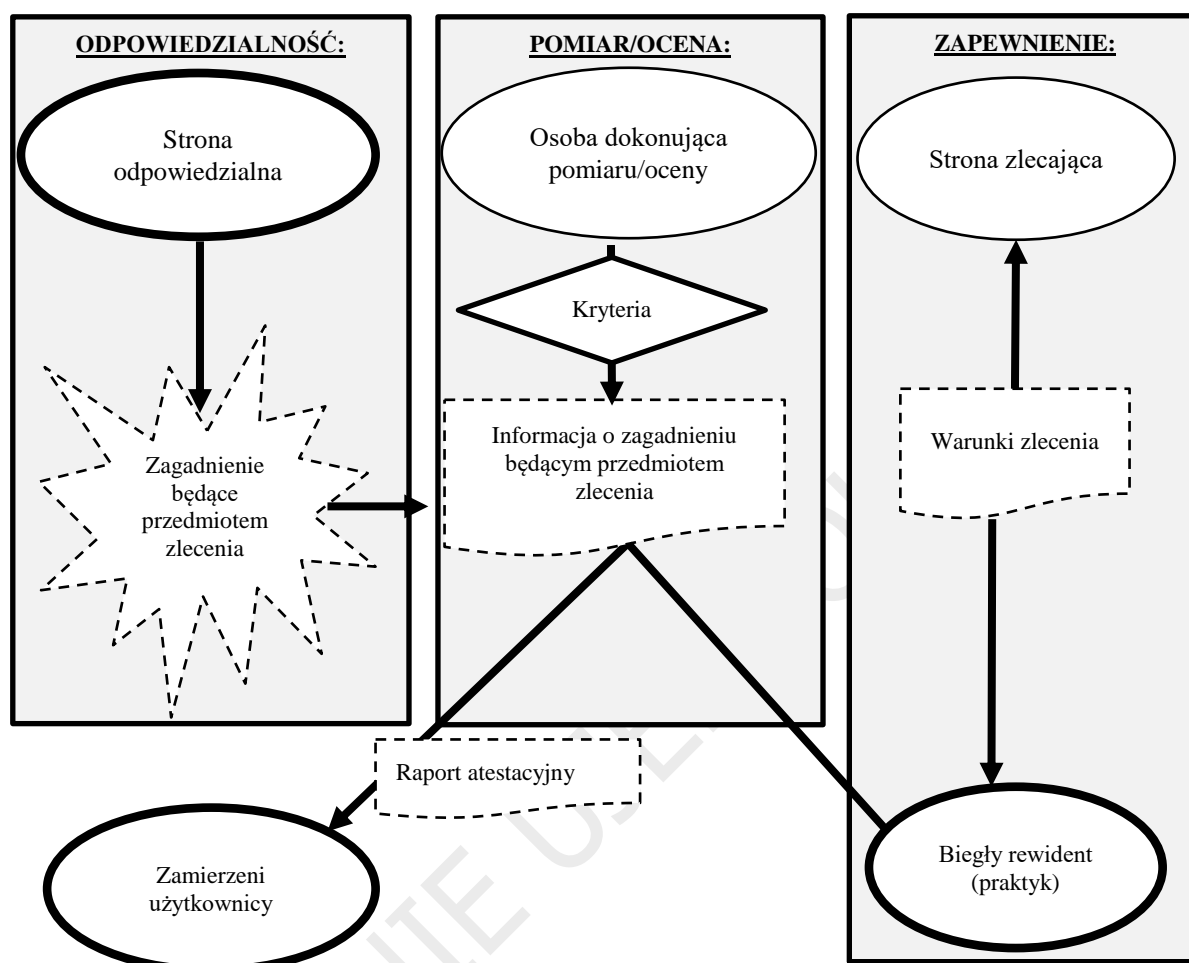 ODPOWIEDZIALNOŚĆ:
Strona
odpowiedzialna
Zagadnienie
będące
przedmiotem
zlecenia
POMIAR/OCENA:
Osoba dokonująca
pomiaru/oceny
Kryteria
Informacja o zagadnieniu
będącym przedmiotem
zlecenia
ZAPEWNIENIE:
Strona zlecająca
Warunki zlecenia
Raport atestacyjny
Zamierzeni
użytkownicy
Biegły rewident
(praktyk)